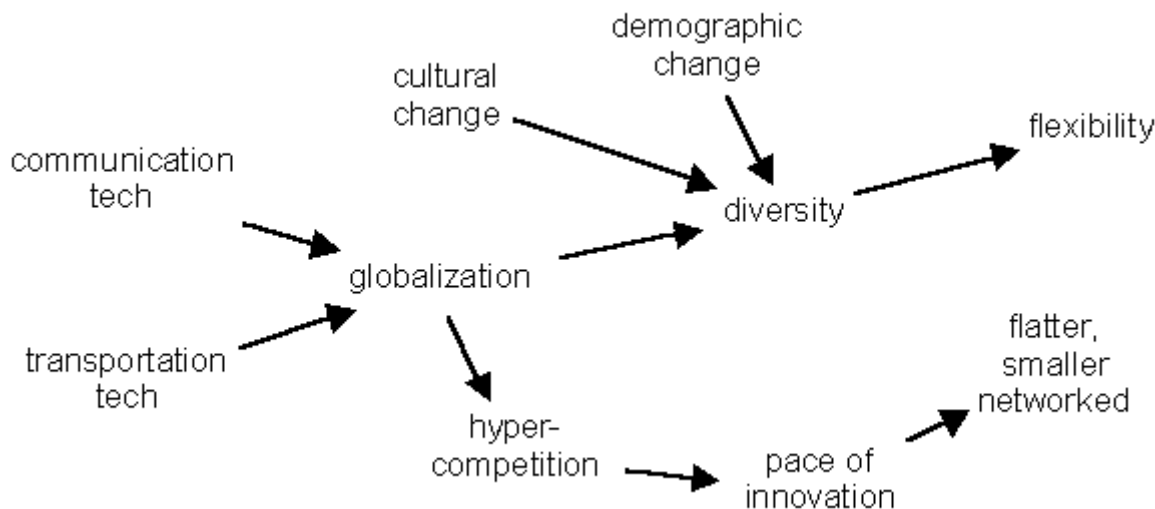 demographic
change
cultural
change
flexibility
communication
tech
diversity
globalization
flatter,
smaller
networked
transportation
tech
hyper-
competition
pace of
innovation